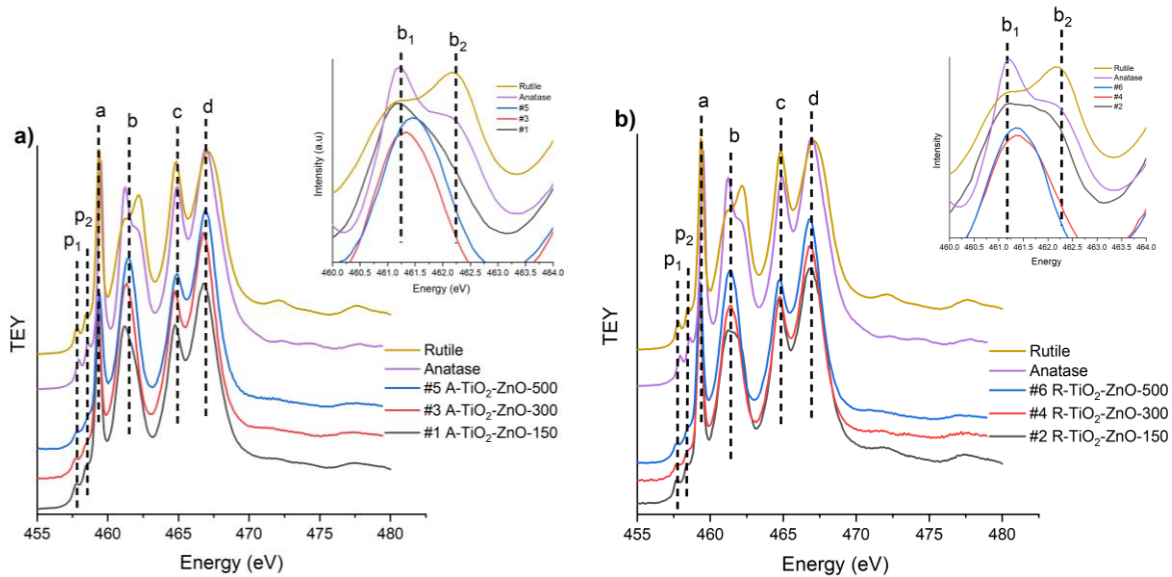 a)
TEY
p1
p2
a
b
c
d
455
460
465
470
475
480
Energy (eV)
Rutile
Anatase
#5 A-TiO2-ZnO-500
#3 A-TiO2-ZnO-300
#1 A-TiO2-ZnO-150
b1
b2
Intensity (a.u)
Rutile
Anatase
#5
#3
#1
460.0
460.5
461.0
461.5
462.0
462.5
463.0
463.5
464.0
Energy (eV)
b)
TEY
p1
p2
a
b
c
d
455
460
465
470
475
480
Energy (eV)
Rutile
Anatase
#6 R-TiO2-ZnO-500
#4 R-TiO2-ZnO-300
#2 R-TiO2-ZnO-150
b1
b2
Intensity
Rutile
Anatase
#6
#4
#2
460.0
460.5
461.0
461.5
462.0
462.5
463.0
463.5
464.0
Energy